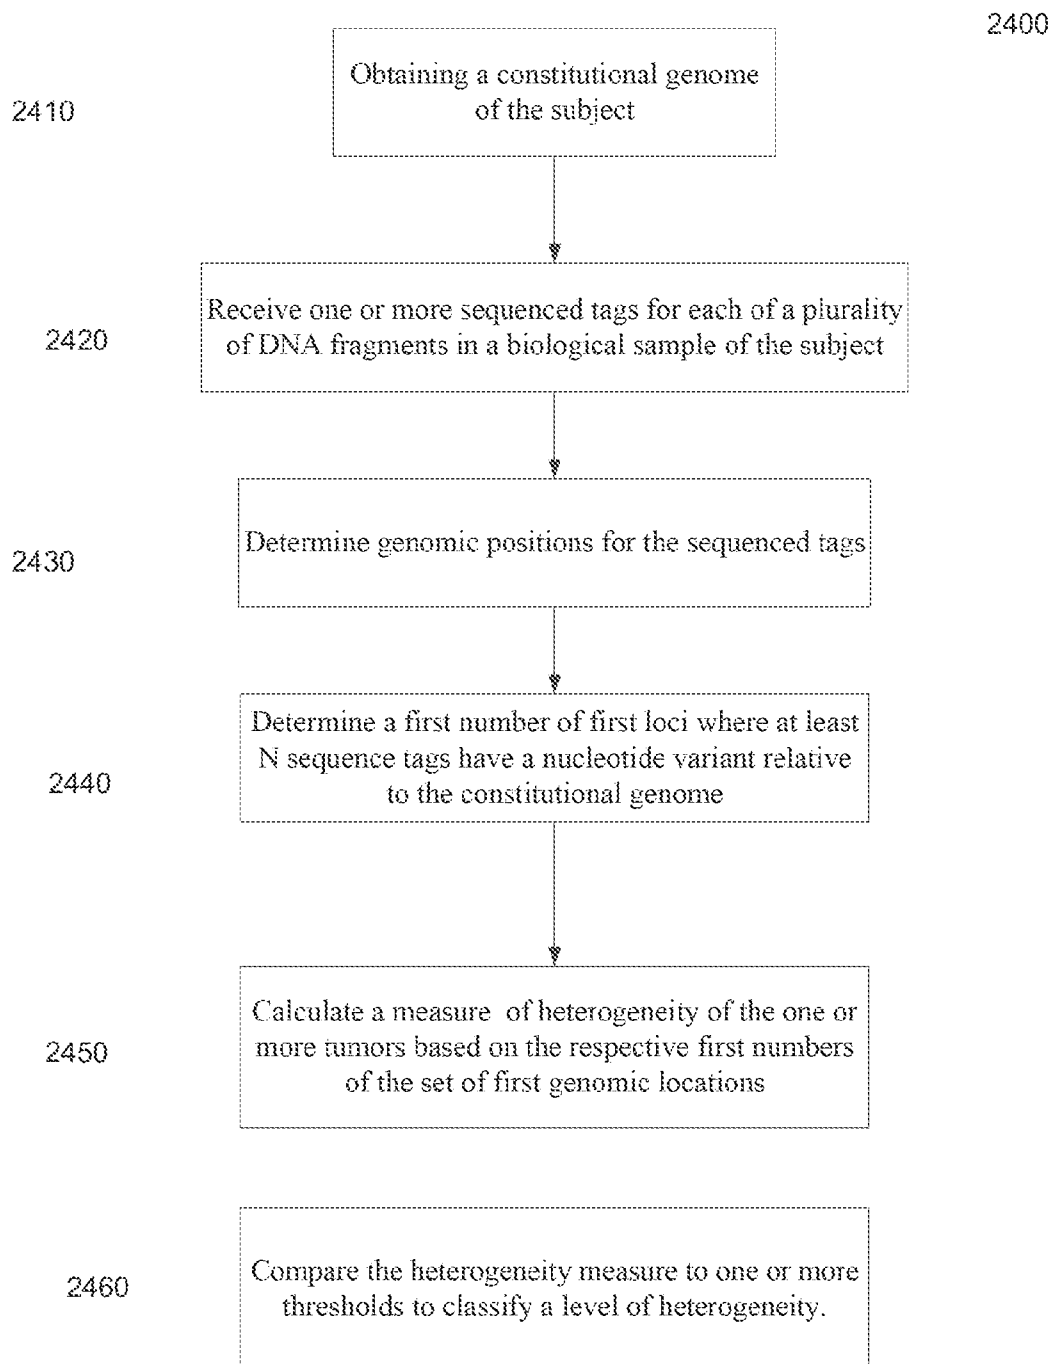 2400
2410
Obtaining a constitutional genome
of the subject
2420
Receive one or more sequenced tags for each of a plurality
of DNA fragments in a biological sample of the subject
2430
Determine genomic positions for the sequenced tags
2440
Determine a first number of first loci where at least
N sequence tags have a nucleotide variant relative
to the constitutional genome
2450
Calculate a measure of heterogeneity of the one or
more tumors based on the respective first numbers
of the set of first genomic locations
2460
Compare the heterogeneity measure to one or more
thresholds to classify a level of heterogeneity.